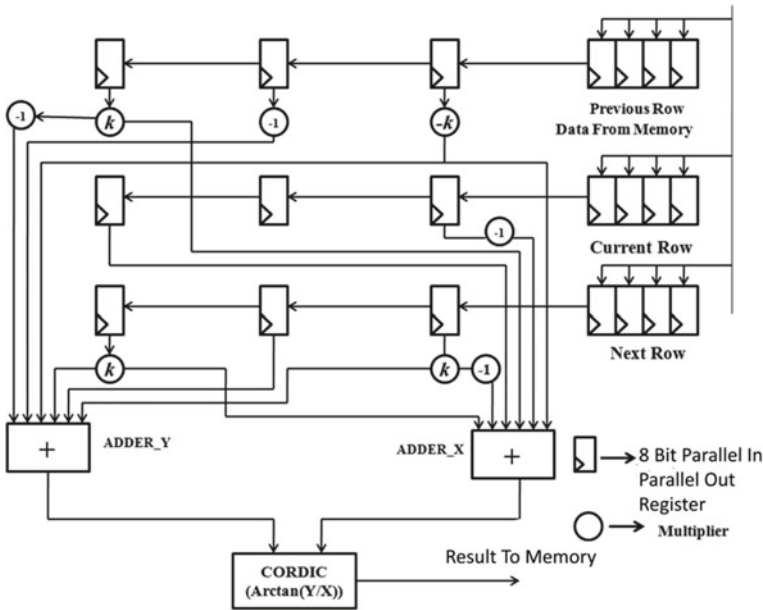 -1
k
-1
-k
Previous Row
Data From Memory
-1
Current Row
Next Row
k
k
-1
+
ADDER_Y
ADDER_X
+
8 Bit Parallel In
Parallel Out
Register
Multiplier
CORDIC
(Arctan(Y/X))
Result To Memory